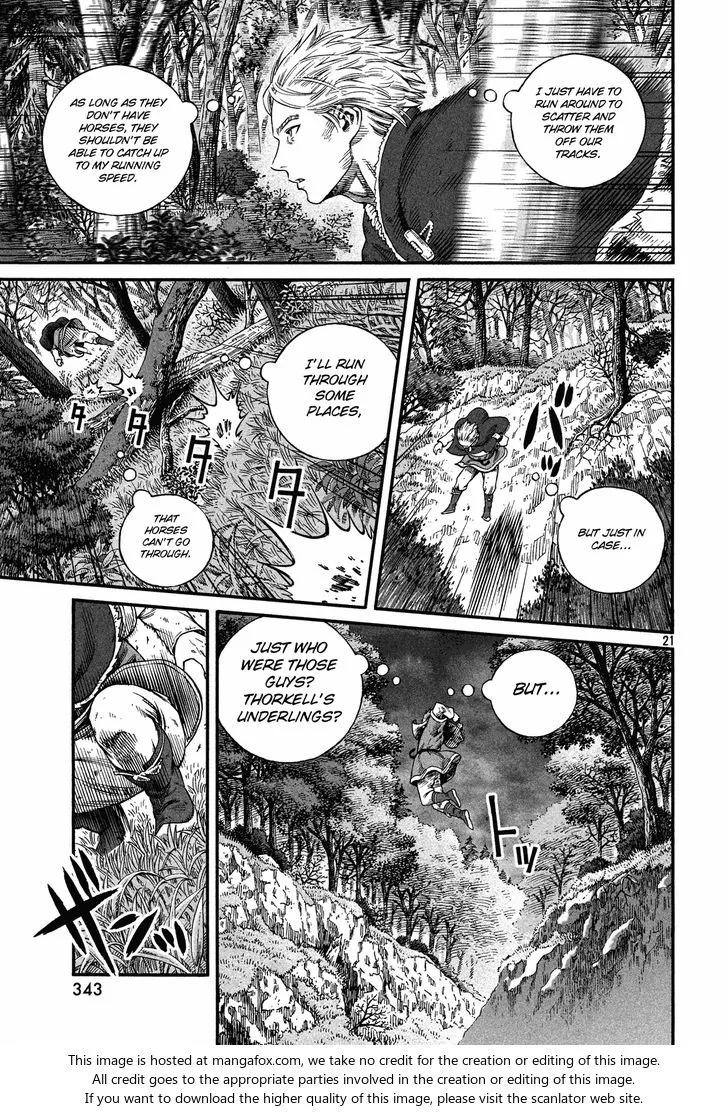 I JUST HAVE TO
RUN AROUND TO
SCATTER AND
THROW THEM
OFF OUR
TRACKS.
AS LONG AS THEY
DON'T HAVE
HORSES, THEY
SHOULDN'T BE
ABLE TO CATCH UP
TO MY RUNNING
SPEED.
バッ
BUT JUST IN
CASE...
I'LL RUN
THROUGH
SOME
PLACES,
タ
タ
タ
タ
THAT
HORSES
CAN'T GO
THROUGH.
21
BUT...
JUST WHO
WERE THOSE
GUYS?
THORKELL'S
UNDERLINGS?
トッ
ザンッ
343
This image is hosted at mangafox.com, we take no credit for the creation or editing of this image.
All credit goes to the appropriate parties involved in the creation or editing of this image.
If you want to download the higher quality of this image, please visit the scanlator web site.